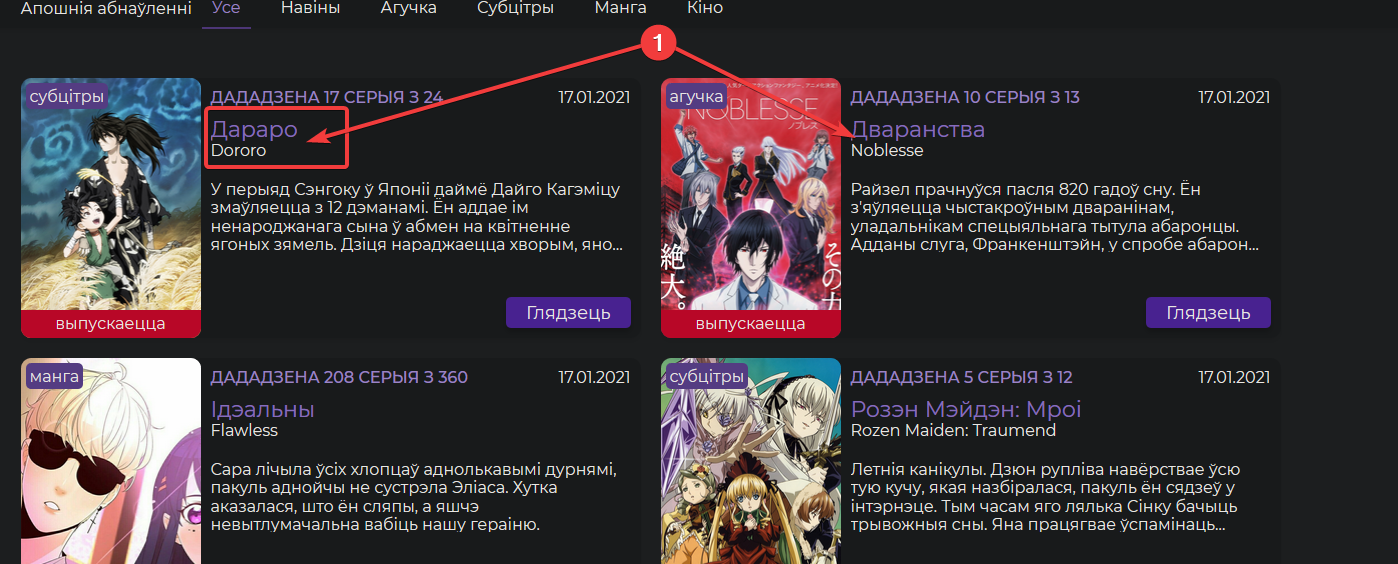 Апошнія абнаўленні Усе Навіны Агучка Субцітры Манга Кіно
1
субцітры
ДАДАДЗЕНА 17 СЕРЫЯ З 24 17.01.2021
Дараро
Dororo
У перыяд Сэнгоку ў Японіі даймё Дайго Кагэміцу
змаўляецца з 12 дэманамі. Ён аддае ім
ненароджанага сына ў абмен на квітненне
ягоных зямель. Дзіця нараджаецца хворым, яно...
Глядзець
выпускаецца
агучка
NOBLESSE
ノブレス
その力
絶大。
ДАДАДЗЕНА 10 СЕРЫЯ З 13 17.01.2021
Дваранства
Noblesse
Райзел прачнуўся пасля 820 гадоў сну. Ён
з'яўляецца чыстакроўным дваранінам,
уладальнікам спецыяльнага тытула абаронцы.
Адданы слуга, Франкенштэйн, у спробе абарон...
Глядзець
выпускаецца
манга
ДАДАДЗЕНА 208 СЕРЫЯ З 360 17.01.2021
Ідэальны
Flawless
Сара лічыла ўсіх хлопцаў аднолькавымі дурнямі,
пакуль аднойчы не сустрэла Эліаса. Хутка
аказалася, што ён сляпы, а яшчэ
невытлумачальна вабіць нашу гераіню.
субцітры
ДАДАДЗЕНА 5 СЕРЫЯ З 12 17.01.2021
Розэн Мэйдэн: Мроі
Rozen Maiden: Traumend
Летнія канікулы. Дзюн рупліва навёрствае ўсю
тую кучу, якая назбіралася, пакуль ён сядзеў у
інтэрнэце. Тым часам яго лялька Сінку бачыць
трывожныя сны. Яна працягвае ўспамінаць...